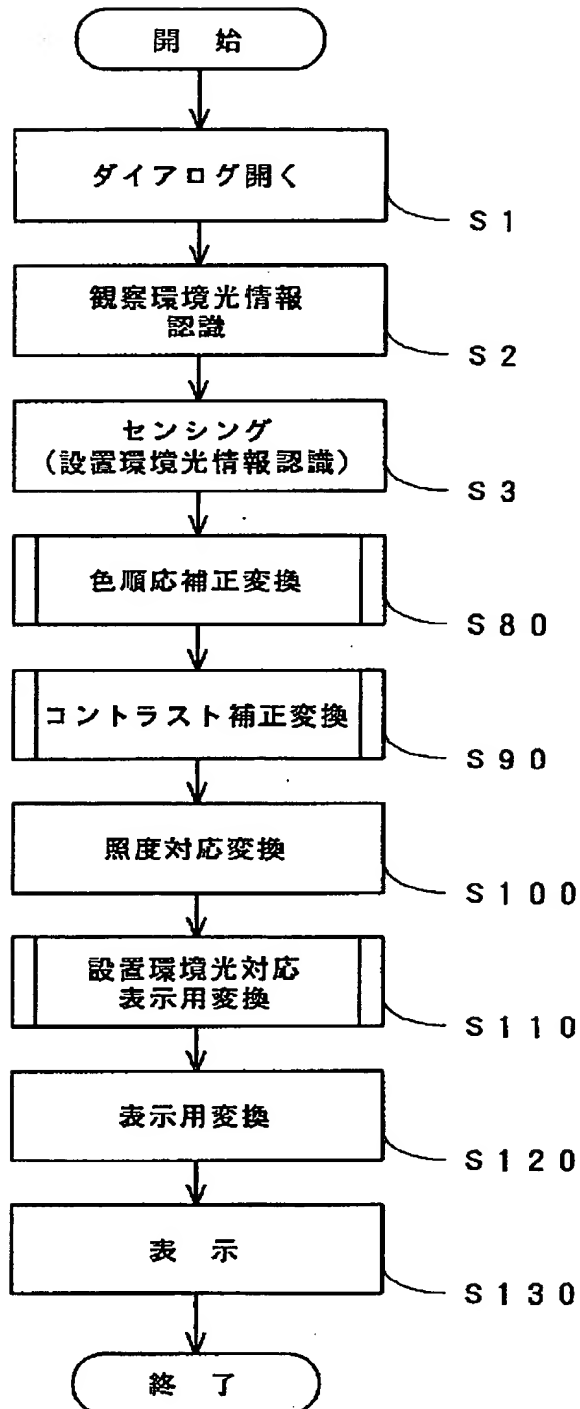 開 始
ダイアログ開く
S1
観察環境光情報
認識
S2
センシング
(設置環境光情報認識)
S3
色順応補正変換
S80
コントラスト補正変換
S90
照度対応変換
S100
設置環境光対応
表示用変換
S110
表示用変換
S120
表 示
S130
終 了